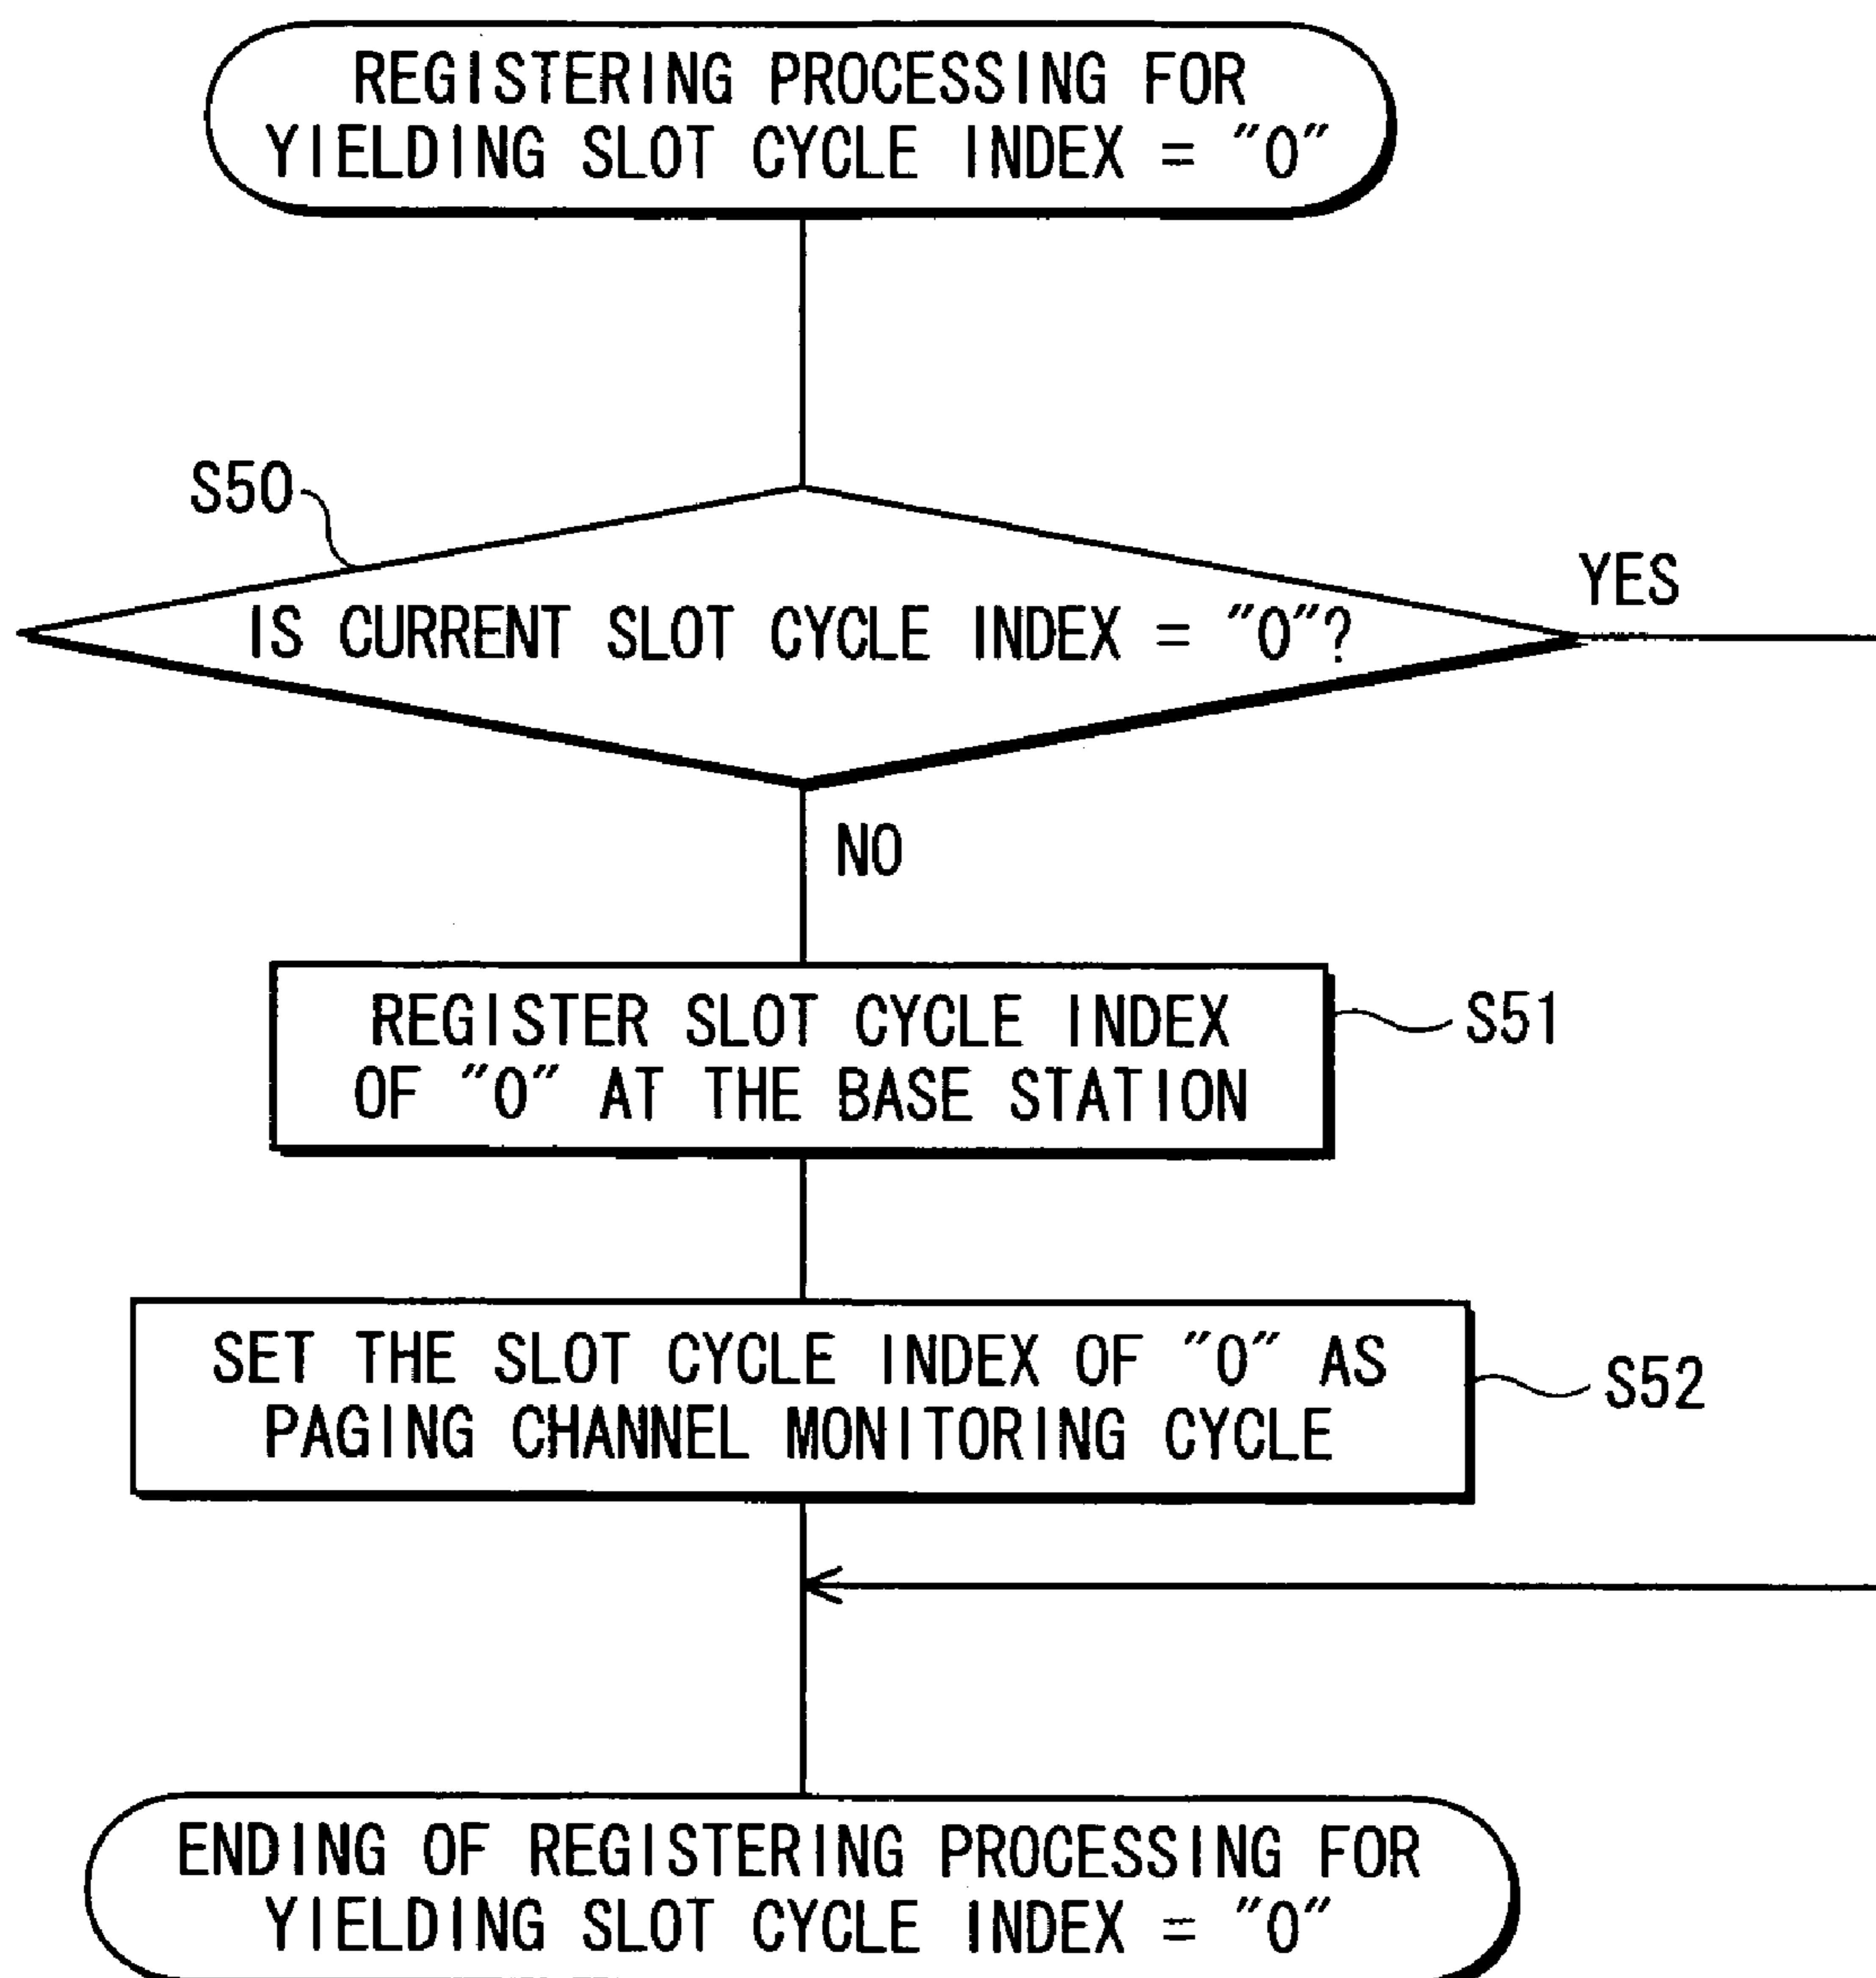 REGISTERING PROCESSING FOR
YIELDING SLOT CYCLE INDEX = "0"
S50
YES
IS CURRENT SLOT CYCLE INDEX = "0"?
NO
REGISTER SLOT CYCLE INDEX
OF "0" AT THE BASE STATION
S51
SET THE SLOT CYCLE INDEX OF "0" AS
PAGING CHANNEL MONITORING CYCLE
S52
ENDING OF REGISTERING PROCESSING FOR
YIELDING SLOT CYCLE INDEX = "0"